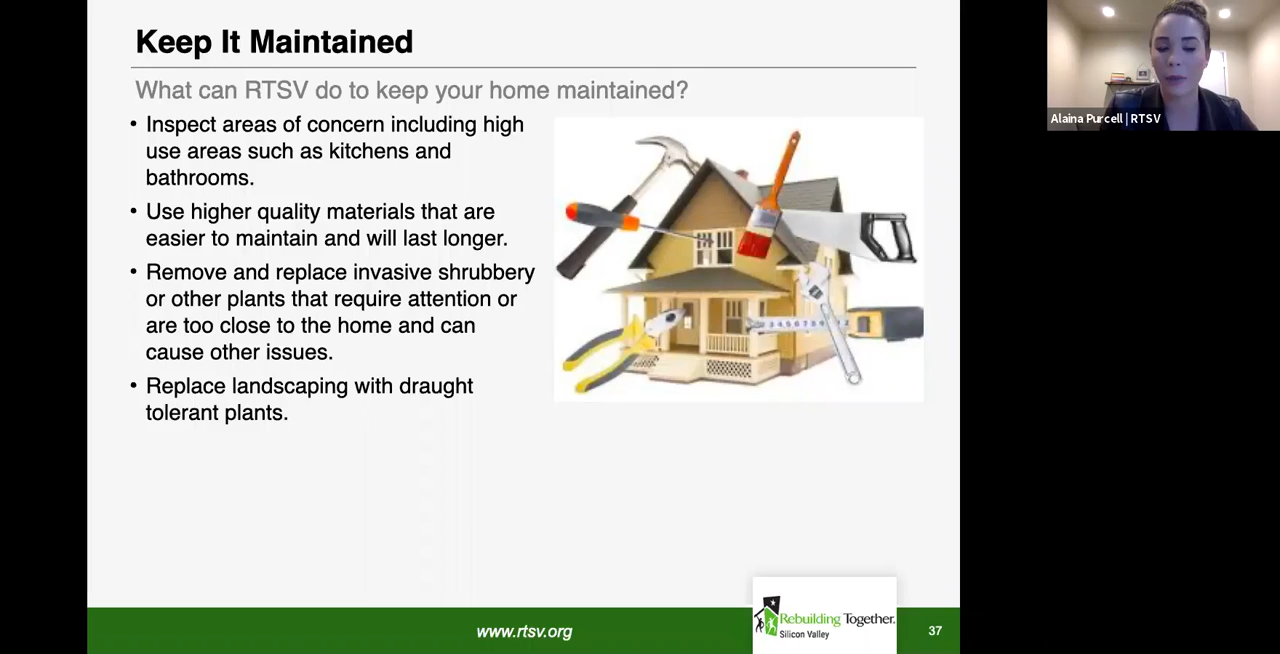 Keep It Maintained
What can RTSV do to keep your home maintained?
• Inspect areas of concern including high
use areas such as kitchens and
bathrooms.
• Use higher quality materials that are
easier to maintain and will last longer.
• Remove and replace invasive shrubbery
or other plants that require attention or
are too close to the home and can
cause other issues.
• Replace landscaping with draught
tolerant plants.
Alaina Purcell | RTSV
www.rtsv.org
Rebuilding Together.
Silicon Valley
37